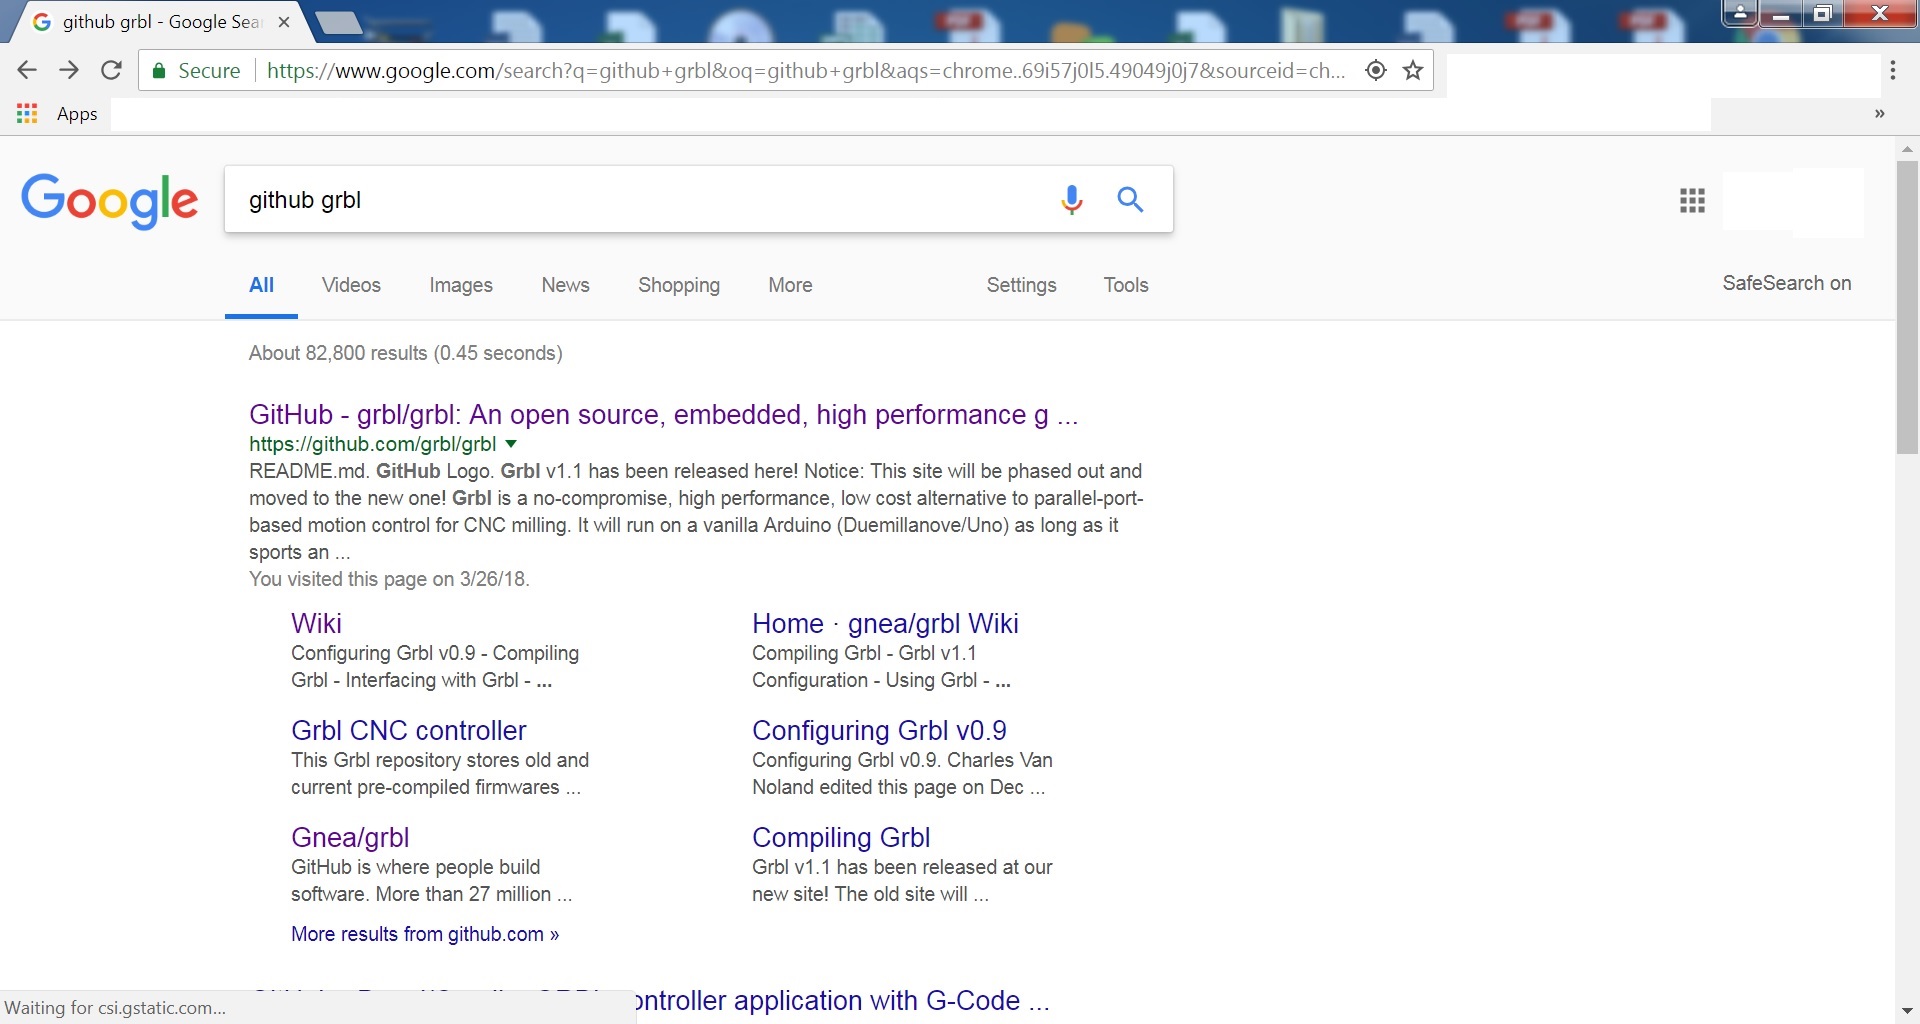 github grbl - Google Sea
Secure https://www.google.com/search?q=github+grbl&oq=github+grbl&aqs=chrome..69i57j0l5.49049j0j7&sourceid=ch...
Apps »
Google github grbl
All Videos Images News Shopping More Settings Tools SafeSearch on
About 82,800 results (0.45 seconds)
GitHub - grbl/grbl: An open source, embedded, high performance g ...
https://github.com/grbl/grbl
README.md. GitHub Logo. Grbl v1.1 has been released here! Notice: This site will be phased out and
moved to the new one! Grbl is a no-compromise, high performance, low cost alternative to parallel-port-
based motion control for CNC milling. It will run on a vanilla Arduino (Duemillanove/Uno) as long as it
sports an ...
You visited this page on 3/26/18.
Wiki
Configuring Grbl v0.9 - Compiling
Grbl - Interfacing with Grbl - ...
Home · gnea/grbl Wiki
Compiling Grbl - Grbl v1.1
Configuration - Using Grbl - ...
Grbl CNC controller
This Grbl repository stores old and
current pre-compiled firmwares ...
Configuring Grbl v0.9
Configuring Grbl v0.9. Charles Van
Noland edited this page on Dec ...
Gnea/grbl
GitHub is where people build
software. More than 27 million ...
Compiling Grbl
Grbl v1.1 has been released at our
new site! The old site will ...
More results from github.com »
ontroller application with G-Code ...
Waiting for csi.gstatic.com...